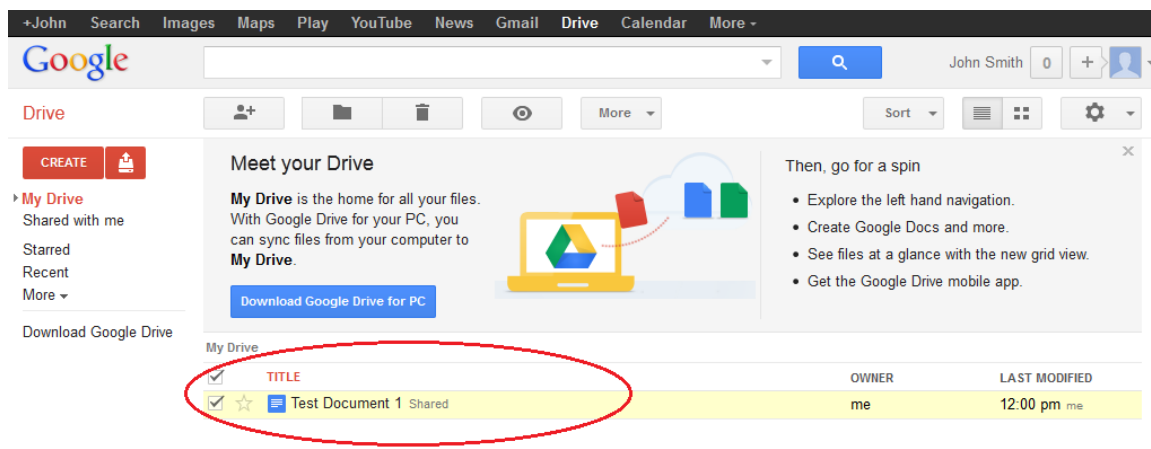 +John Search Images Maps Play YouTube News Gmail Drive Calendar More
Google
John Smith 0 +
Drive
More Sort
CREATE
My Drive
Shared with me
Starred
Recent
More
Download Google Drive
Meet your Drive
My Drive is the home for all your files.
With Google Drive for your PC, you
can sync files from your computer to
My Drive.
Download Google Drive for PC
Then, go for a spin
• Explore the left hand navigation.
• Create Google Docs and more.
• See files at a glance with the new grid view.
• Get the Google Drive mobile app.
My Drive
TITLE OWNER LAST MODIFIED
Test Document 1 Shared me 12:00 pm me